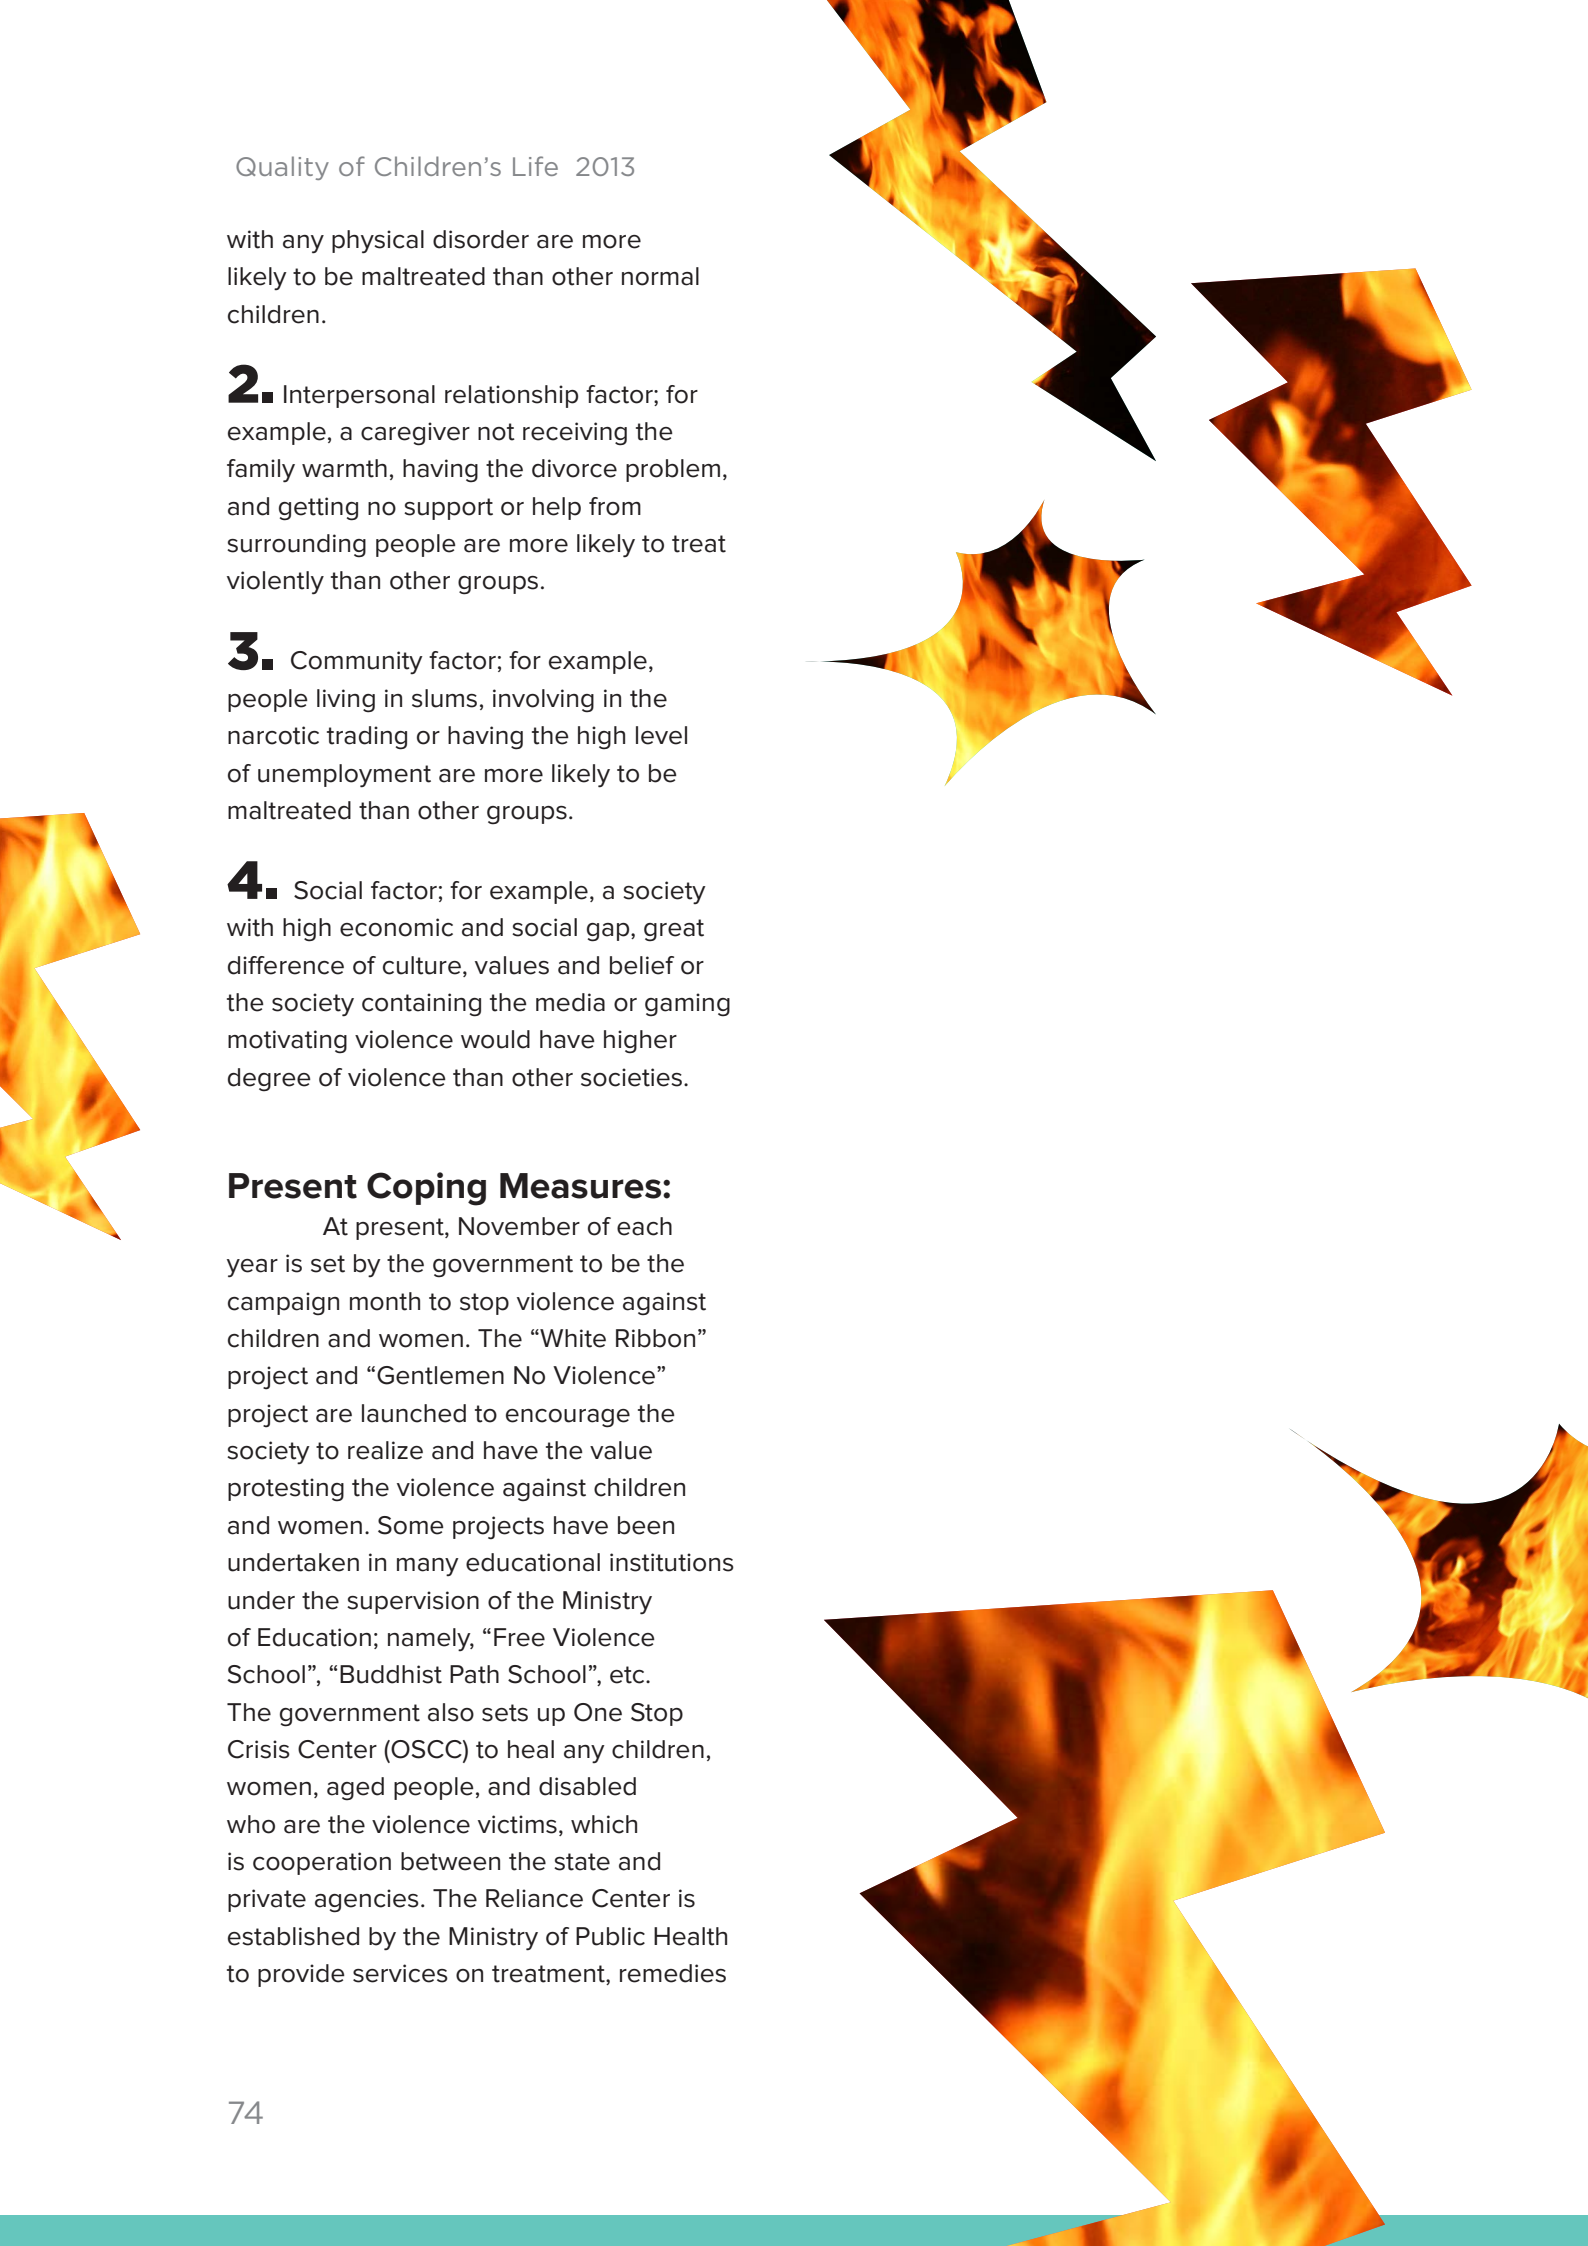 Quality of Children’s Life 2013
with any physical disorder are more
likely to be maltreated than other normal
children.
2. Interpersonal relationship factor; for
example, a caregiver not receiving the
family warmth, having the divorce problem,
and getting no support or help from
surrounding people are more likely to treat
violently than other groups.
3. Community factor; for example,
people living in slums, involving in the
narcotic trading or having the high level
of unemployment are more likely to be
maltreated than other groups.
4. Social factor; for example, a society
with high economic and social gap, great
difference of culture, values and belief or
the society containing the media or gaming
motivating violence would have higher
degree of violence than other societies.
Present Coping Measures:
At present, November of each
year is set by the government to be the
campaign month to stop violence against
children and women. The “White Ribbon”
project and “Gentlemen No Violence”
project are launched to encourage the
society to realize and have the value
protesting the violence against children
and women. Some projects have been
undertaken in many educational institutions
under the supervision of the Ministry
of Education; namely, “Free Violence
School”, “Buddhist Path School”, etc.
The government also sets up One Stop
Crisis Center (OSCC) to heal any children,
women, aged people, and disabled
who are the violence victims, which
is cooperation between the state and
private agencies. The Reliance Center is
established by the Ministry of Public Health
to provide services on treatment, remedies
74